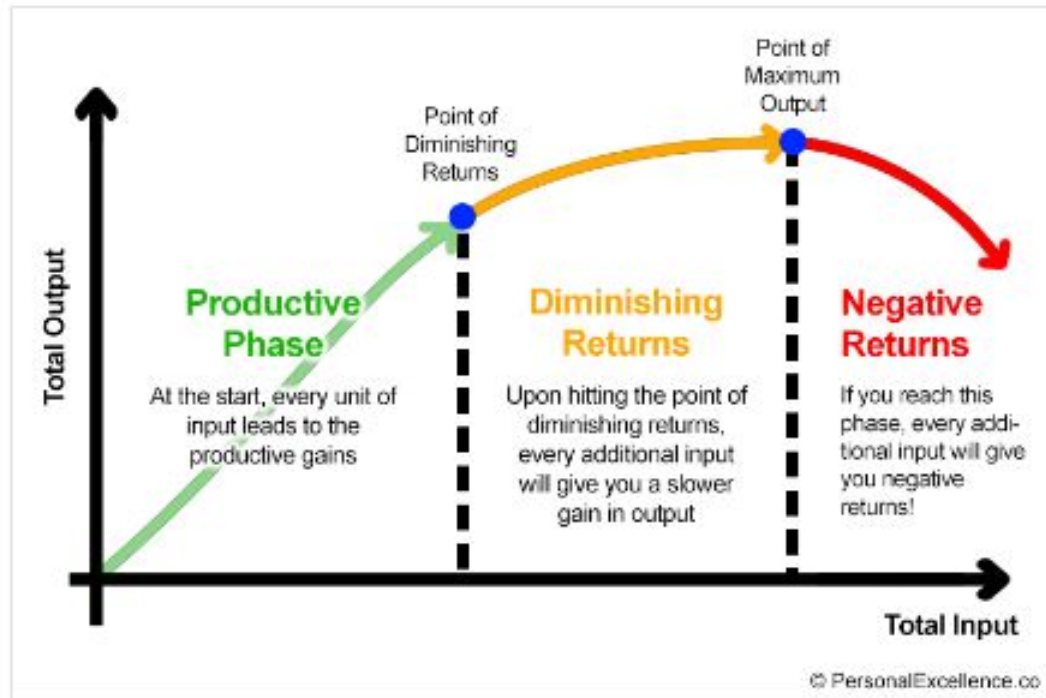 Point of
Maximum
Output
Point of
Diminishing
Returns
Total Output
Productive
Phase
At the start, every unit of
input leads to the
productive gains
Diminishing
Returns
Upon hitting the point of
diminishing returns,
every additional input
will give you a slower
gain in output
Negative
Returns
If you reach this
phase, every addi-
tional input will give
you negative
returns!
Total Input
© PersonalExcellence.co